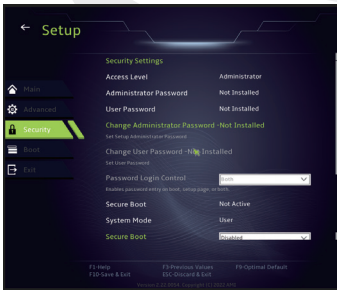 ← Setup
Main
Advanced
Security
Boot
Exit
Security Settings
Access Level Administrator
Administrator Password Not Installed
User Password Not Installed
Change Administrator Password -Not Installed
Set Setup Administrator Password
Change User Password -Not Installed
Set User Password
Password Login Control Both
password entry on boot, setup page, or both.
Secure Boot Not Active
System Mode User
Secure Boot Disabled
F1-Help F3-Previous Values F9-Optimal Default
F10-Save & Exit ESC-Discard & Exit